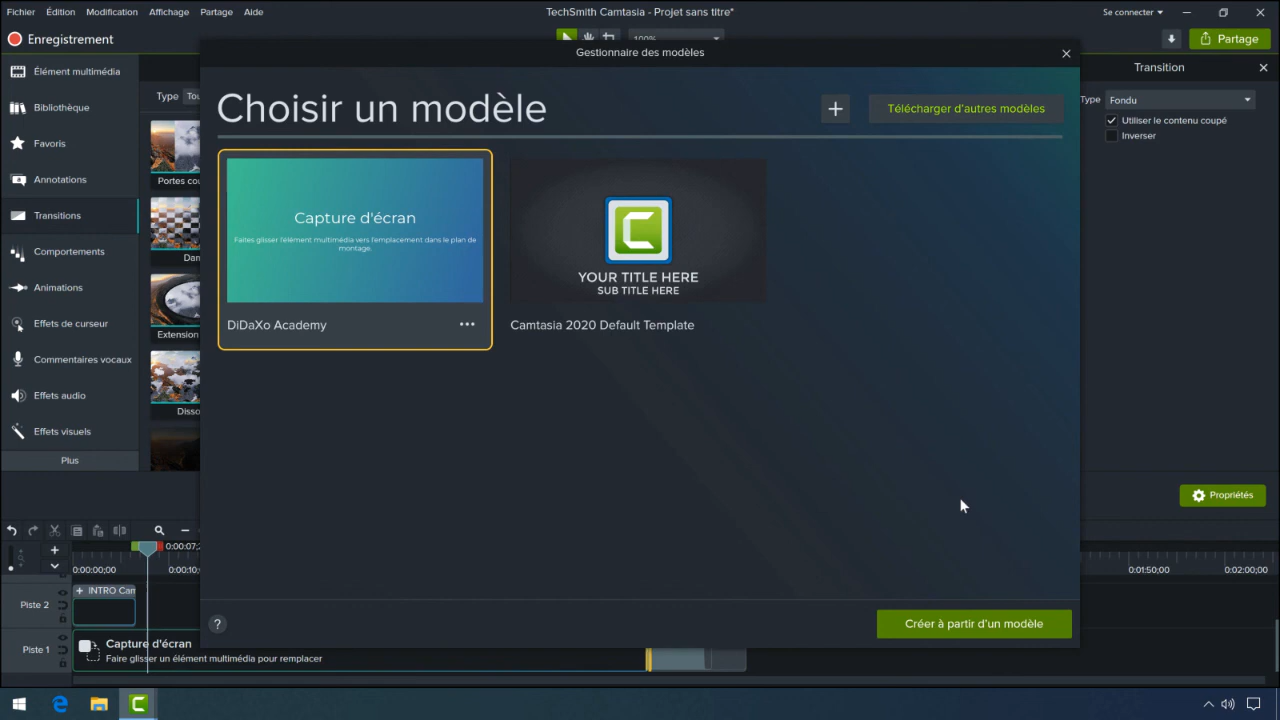 Fichier Édition Modification Affichage Partage Aide
TechSmith Camtasia - Projet sans titre*
Se connecter
Enregistrement
100%
Partage
Gestionnaire des modèles
Transition
Élément multimédia
Bibliothèque
Favoris
Annotations
Transitions
Comportements
Animations
Effets de curseur
Commentaires vocaux
Effets audio
Effets visuels
Plus
Type
Portes cou
Dam
Extension
Disso
Choisir un modèle
+
Télécharger d'autres modèles
Capture d'écran
Faites glisser l'élément multimédia vers l'emplacement dans le plan de
montage.
DiDaXo Academy
YOUR TITLE HERE
SUB TITLE HERE
Camtasia 2020 Default Template
?
Créer à partir d'un modèle
Type Fondu
Utiliser le contenu coupé
Inverser
Propriétés
0:00:07;2
0:00:00;00 0:00:10; 0:01:50;00 0:02:00;00
Piste 2
+ INTRO Cam
Piste 1
Capture d'écran
Faire glisser un élément multimédia pour remplacer